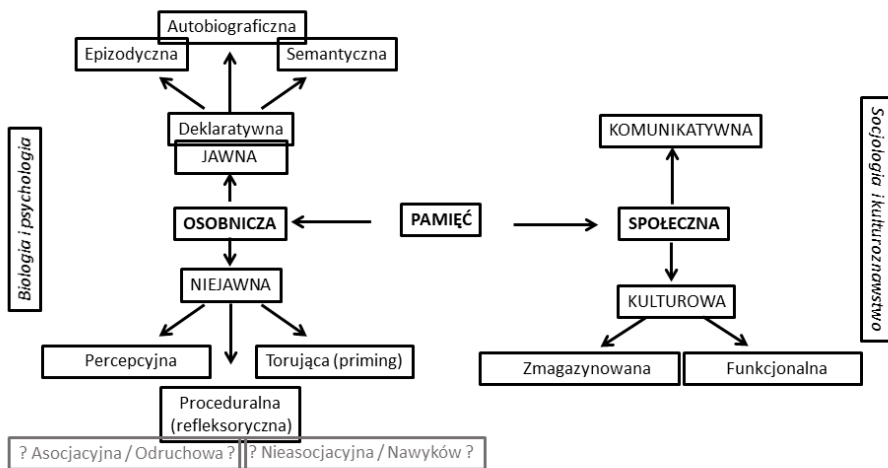 Autobiograficzna
Epizodyczna
Semantyczna
Deklaratywna
JAWNA
KOMUNIKATYWNA
Biologia i psychologia
Socjologia i kulturoznawstwo
OSOBNICZA
PAMIĘĆ
SPOŁECZNA
NIEJAWNA
KULTUROWA
Percepcyjna
Torująca (priming)
Zmagazynowana
Funkcjonalna
Proceduralna
(refleksoryczna)
? Asocjacyjna / Odruchowa ?
? Nieasocjacyjna / Nawyków ?